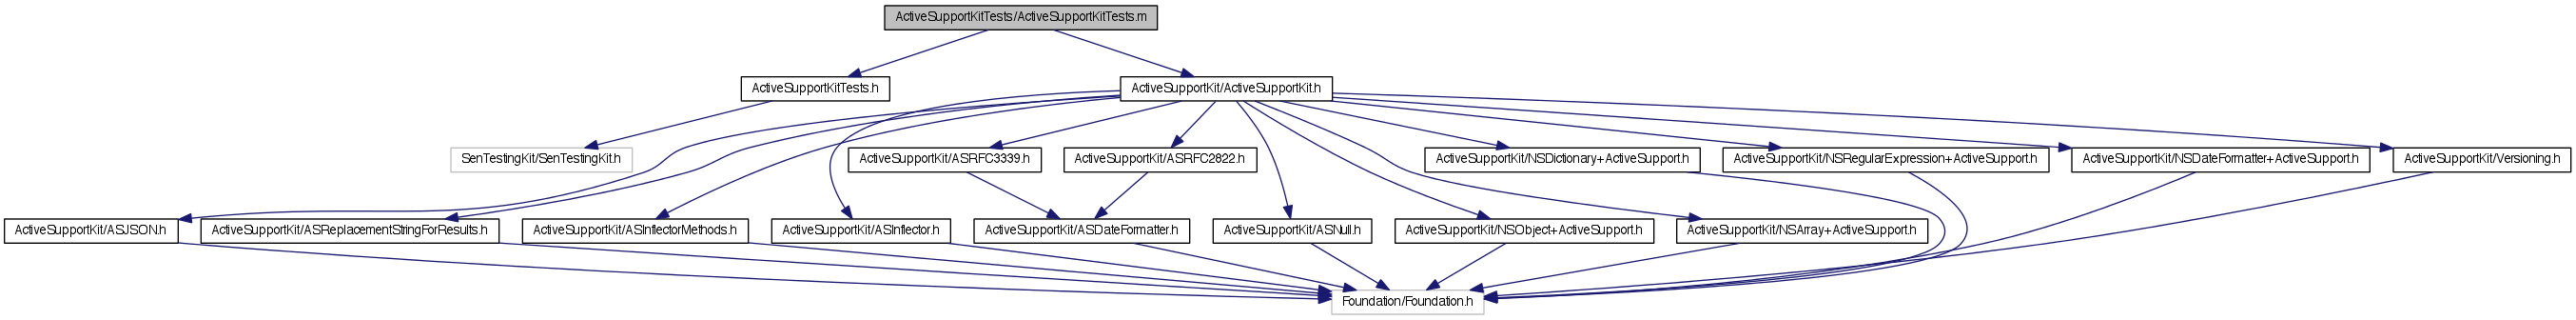 ActiveSupportKitTests/ActiveSupportKitTests.m
ActiveSupportKitTests.h
ActiveSupportKit/ActiveSupportKit.h
SenTestingKit/SenTestingKit.h
ActiveSupportKit/ASRFC3339.h
ActiveSupportKit/ASRFC2822.h
ActiveSupportKit/NSDictionary+ActiveSupport.h
ActiveSupportKit/NSRegularExpression+ActiveSupport.h
ActiveSupportKit/NSDateFormatter+ActiveSupport.h
ActiveSupportKit/Versioning.h
ActiveSupportKit/ASJSON.h
ActiveSupportKit/ASReplacementStringForResults.h
ActiveSupportKit/ASInflectorMethods.h
ActiveSupportKit/ASInflector.h
ActiveSupportKit/ASDateFormatter.h
ActiveSupportKit/ASNull.h
ActiveSupportKit/NSObject+ActiveSupport.h
ActiveSupportKit/NSArray+ActiveSupport.h
Foundation/Foundation.h